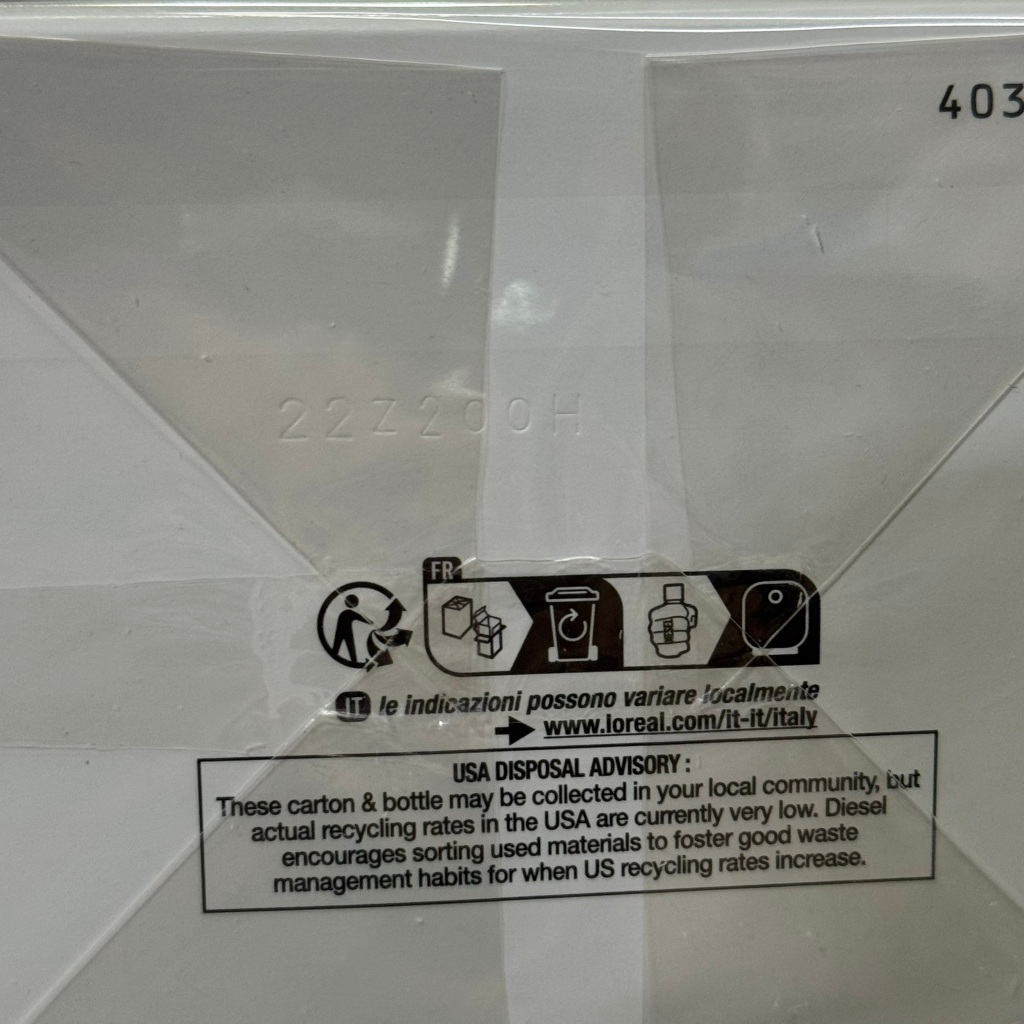 403
22Z200H
FR
IT le indicazioni possono variare localmente
www.loreal.com/it-it/italy
USA DISPOSAL ADVISORY :
These carton & bottle may be collected in your local community, but
actual recycling rates in the USA are currently very low. Diesel
encourages sorting used materials to foster good waste
management habits for when US recycling rates increase.